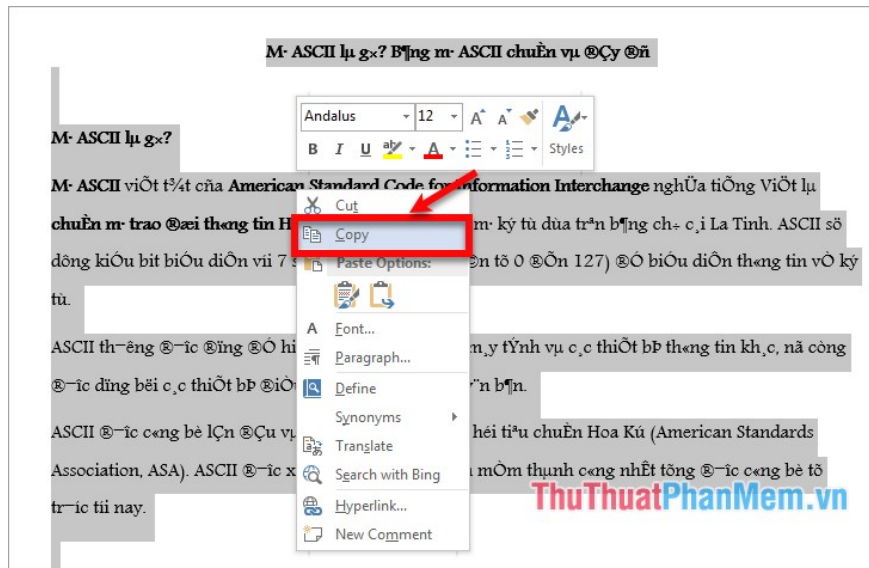 M· ASCII lµ g×? B¶ng m· ASCII chuÈn vµ ®Çy ®ñ
Andalus 12 A A A
B I U aby A Styles
M· ASCII lµ g×?
M· ASCII viÕt t¾t cña American Standard Code for Information Interchange nghÜa tiÕng ViÖt lµ
chuÈn m· trao ®æi th«ng tin H m· ký tù dùa trªn b¶ng ch÷ c¸i La Tinh. ASCII sö
dông kiÓu bit biÓu diÔn víi 7 s ©n tõ 0 ®Õn 127) ®Ó biÓu diÔn th«ng tin vÒ ký
tù.
ASCII th­êng ®­îc ®ïng ®Ó hi m¸y tÝnh vµ c¸c thiÕt bÞ th«ng tin kh¸c, nã còng
®­îc dïng bëi c¸c thiÕt bÞ ®iÒ ¨n b¶n.
ASCII ®­îc c«ng bè lÇn ®Çu vµ héi tiªu chuÈn Hoa Kú (American Standards
Association, ASA). ASCII ®­îc x mÒm thµnh c«ng nhÊt tõng ®­îc c«ng bè tõ
tr­íc tíi nay.
Cut
Copy
Paste Options:
A Font...
Paragraph...
Define
Synonyms
Translate
Search with Bing
Hyperlink...
New Comment
ThuThuatPhanMem.vn